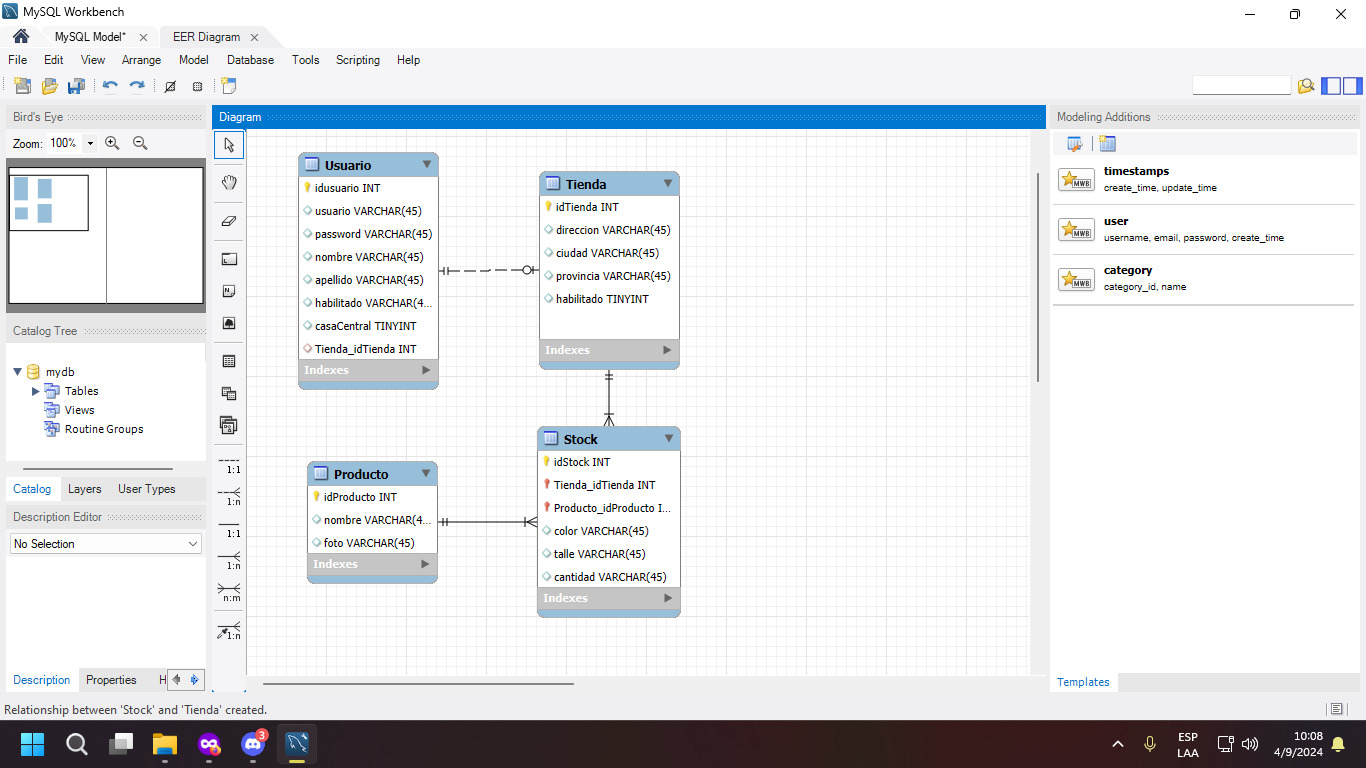 MySQL Workbench
MySQL Model*
EER Diagram
File Edit View Arrange Model Database Tools Scripting Help
Bird's Eye
Zoom: 100%
Catalog Tree
mydb
Tables
Views
Routine Groups
Catalog Layers User Types
Description Editor
No Selection
Description Properties H
Diagram
1:1
1:n
1:1
1:n
n:m
1:n
Usuario
idusuario INT
usuario VARCHAR(45)
password VARCHAR(45)
nombre VARCHAR(45)
apellido VARCHAR(45)
habilitado VARCHAR(4...
casaCentral TINYINT
Tienda_idTienda INT
Indexes
Tienda
idTienda INT
direccion VARCHAR(45)
ciudad VARCHAR(45)
provincia VARCHAR(45)
habilitado TINYINT
Indexes
Producto
idProducto INT
nombre VARCHAR(4...
foto VARCHAR(45)
Indexes
Stock
idStock INT
Tienda_idTienda INT
Producto_idProducto I...
color VARCHAR(45)
talle VARCHAR(45)
cantidad VARCHAR(45)
Indexes
Modeling Additions
MWB
timestamps
create_time, update_time
MWB
user
username, email, password, create_time
MWB
category
category_id, name
Templates
Relationship between 'Stock' and 'Tienda' created.
3
ESP
LAA
10:08
4/9/2024